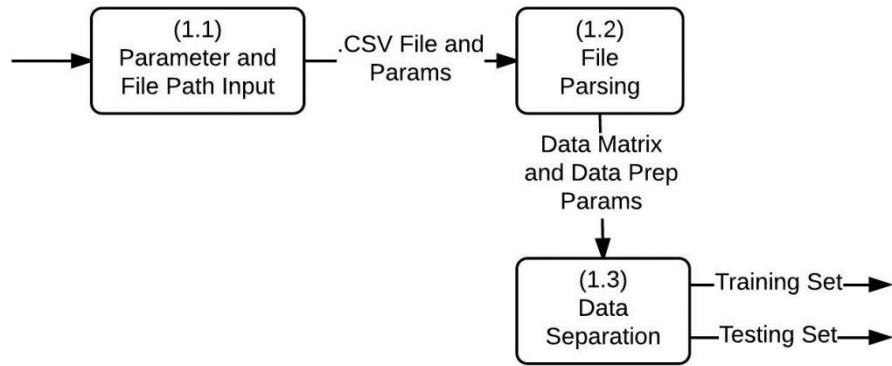 (1.1)
Parameter and
File Path Input
.CSV File and
Params
(1.2)
File
Parsing
Data Matrix
and Data Prep
Params
(1.3)
Data
Separation
Training Set
Testing Set